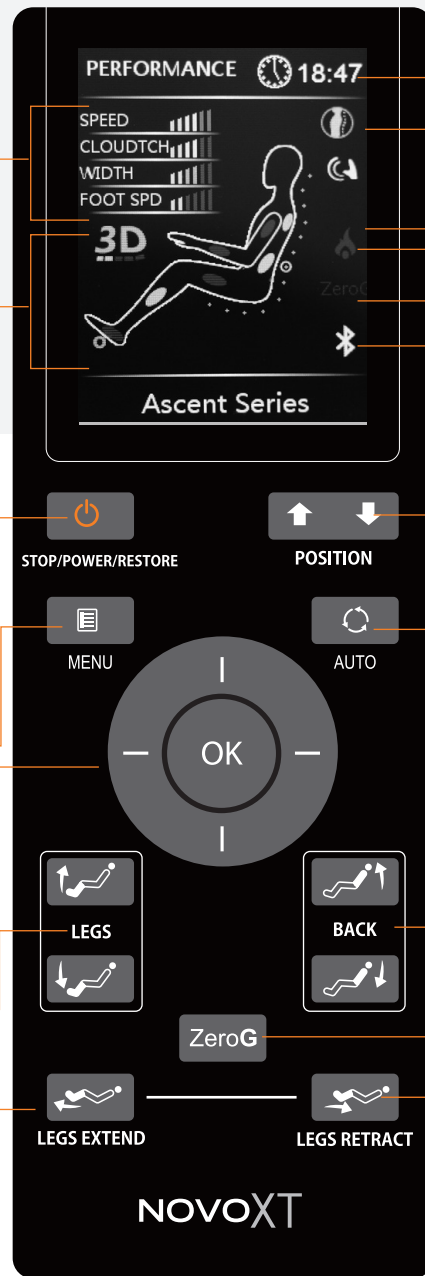 PERFORMANCE 18:47
SPEED
CLOUDTCH
WIDTH
FOOT SPD
3D
ZeroG
Ascent Series
STOP/POWER/RESTORE
POSITION
MENU
AUTO
OK
LEGS
BACK
ZeroG
LEGS EXTEND
LEGS RETRACT
NOVOXT